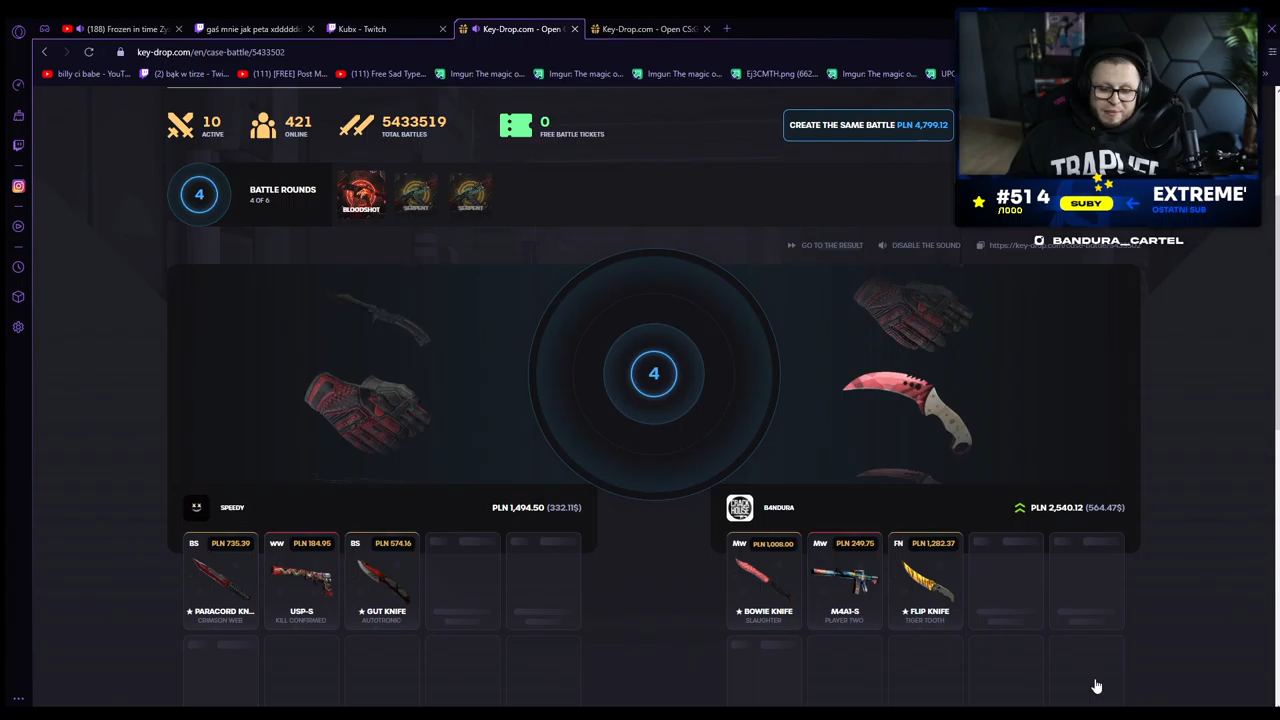 (188) Frozen in time Zy
gaś mnie jak peta xdddddd
Kubx - Twitch
Key-Drop.com - Open
Key-Drop.com - Open CS:G
key-drop.com/en/case-battle/5433502
billy ci babe - YouT...
(2) bąk w tirze - Twi...
(111) [FREE] Post M...
(111) Free Sad Type...
Imgur: The magic o...
Imgur: The magic o...
Imgur: The magic o...
Ej3CMTH.png (662...
Imgur: The magic o...
10
ACTIVE
421
ONLINE
5433519
TOTAL BATTLES
0
FREE BATTLE TICKETS
CREATE THE SAME BATTLE PLN 4,799.12
4
BATTLE ROUNDS
4 OF 6
BLOODSHOT
SERPENT
SERPENT
TRAPLIFE
#514
/1000
SUBY
EXTREME'
OSTATNI SUB
BANDURA_CARTEL
GO TO THE RESULT
DISABLE THE SOUND
4
SPEEDY
PLN 1,494.50 (332.11$)
CRACK HOUSE
B4NDURA
PLN 2,540.12 (564.47$)
BS PLN 735.39
WW PLN 184.95
BS PLN 574.16
MW PLN 1,008.00
MW PLN 249.75
FN PLN 1,282.37
★ PARACORD KN...
CRIMSON WEB
USP-S
KILL CONFIRMED
★ GUT KNIFE
AUTOTRONIC
★ BOWIE KNIFE
SLAUGHTER
M4A1-S
PLAYER TWO
★ FLIP KNIFE
TIGER TOOTH